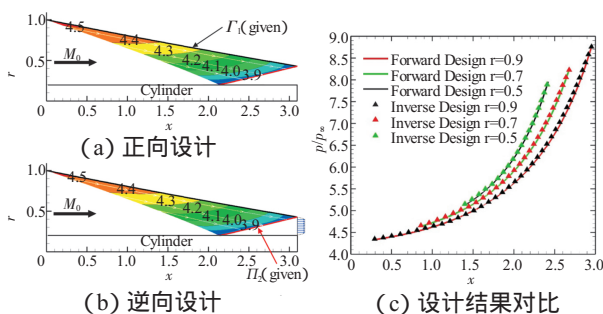 r
1.0
0.5
4.5
4.4
4.3
4.2
4.1
4.0
3.9
Γ₁(given)
M₀
Cylinder
0.0 0.5 1.0 1.5 2.0 2.5 3.0
x
(a) 正向设计
r
1.0
0.5
4.5
4.4
4.3
4.2
4.1
4.0
3.9
M₀
Cylinder
Π₂(given)
0.0 0.5 1.0 1.5 2.0 2.5 3.0
x
(b) 逆向设计
p/p∞
9.0
8.5
8.0
7.5
7.0
6.5
6.0
5.5
5.0
4.5
4.0
Forward Design r=0.9
Forward Design r=0.7
Forward Design r=0.5
Inverse Design r=0.9
Inverse Design r=0.7
Inverse Design r=0.5
0.0 0.5 1.0 1.5 2.0 2.5 3.0
x
(c) 设计结果对比